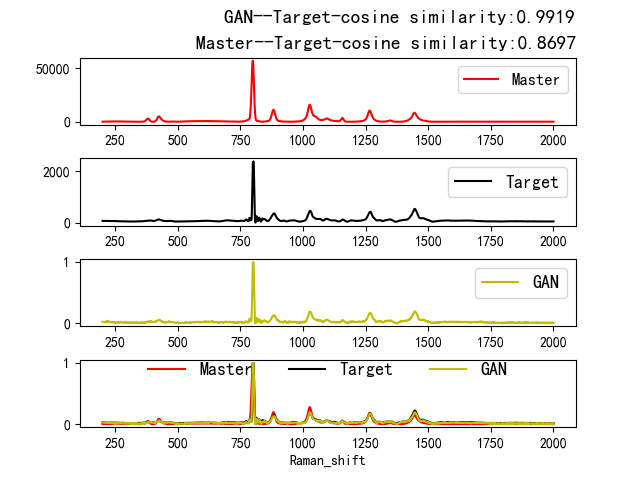 GAN--Target-cosine similarity:0.9919
Master--Target-cosine similarity:0.8697
50000
0
Master
250 500 750 1000 1250 1500 1750 2000
2000
0
Target
250 500 750 1000 1250 1500 1750 2000
1
0
GAN
250 500 750 1000 1250 1500 1750 2000
1
0
Master Target GAN
250 500 750 1000 1250 1500 1750 2000
Raman_shift